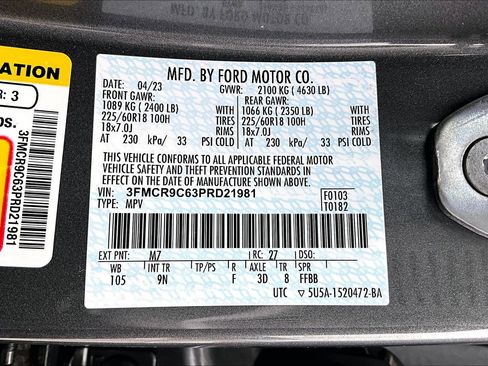 MFD. BY FORD MOTOR CO.
DATE: 04/23 GVWR: 2100 KG ( 4630 LB)
FRONT GAWR: REAR GAWR:
1089 KG ( 2400 LB) 1066 KG ( 2350 LB)
225/60R18 100H TIRES 225/60R18 100H TIRES
18x7.0J RIMS 18x7.0J RIMS
AT 230 kPa/ 33 PSI COLD AT 230 kPa/ 33 PSI COLD
THIS VEHICLE CONFORMS TO ALL APPLICABLE FEDERAL MOTOR
VEHICLE SAFETY AND THEFT PREVENTION STANDARDS IN EFFECT
ON THE DATE OF MANUFACTURE SHOWN ABOVE.
VIN: 3FMCR9C63PRD21981 F0103
TYPE: MPV T0182
EXT PNT: M7 RC: 27 DSO:
WB INT TR TP/PS R AXLE TR SPR
105 9N F 3D 8 FFBB
UTC 5U5A-1520472-BA
ATION
R: 3
os.
3FMCR9C63PRD21981